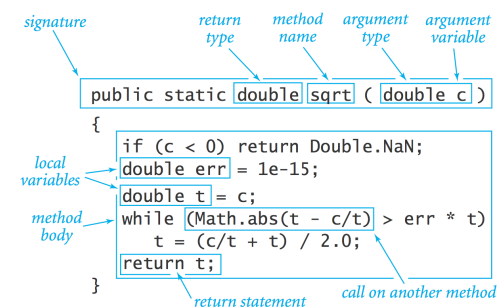 signature
return type
method name
argument type
argument variable
public static double sqrt ( double c )
{
if (c < 0) return Double.NaN;
local variables
double err = 1e-15;
double t = c;
method body
while (Math.abs(t - c/t) > err * t)
t = (c/t + t) / 2.0;
return t;
}
return statement
call on another method